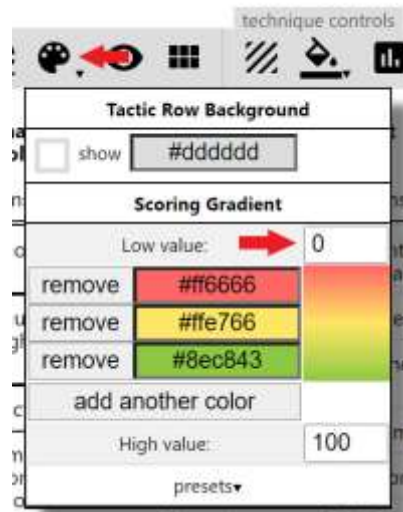 technique controls
Tactic Row Background
show #dddddd
Scoring Gradient
Low value: 0
remove #ff6666
remove #ffe766
remove #8ec843
add another color
High value: 100
presets▾